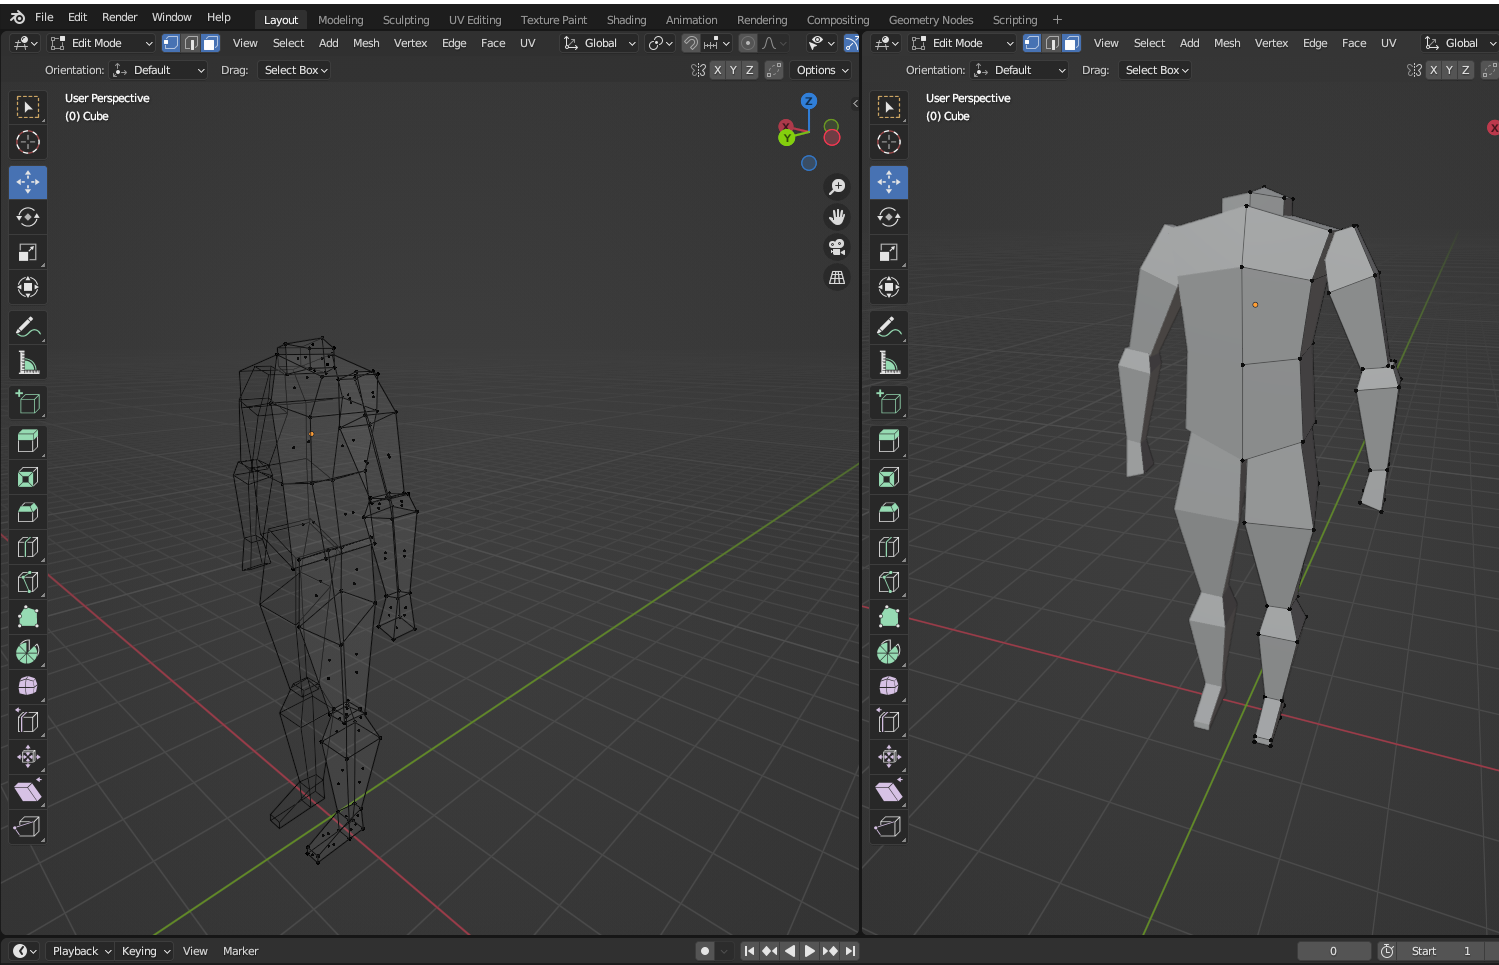 File Edit Render Window Help Layout Modeling Sculpting UV Editing Texture Paint Shading Animation Rendering Compositing Geometry Nodes Scripting +
Edit Mode View Select Add Mesh Vertex Edge Face UV Global
Edit Mode View Select Add Mesh Vertex Edge Face UV Global
Orientation: Default Drag: Select Box X Y Z Options
Orientation: Default Drag: Select Box X Y Z
User Perspective
(0) Cube
Z
X
Y
User Perspective
(0) Cube
X
Playback Keying View Marker 0 Start 1